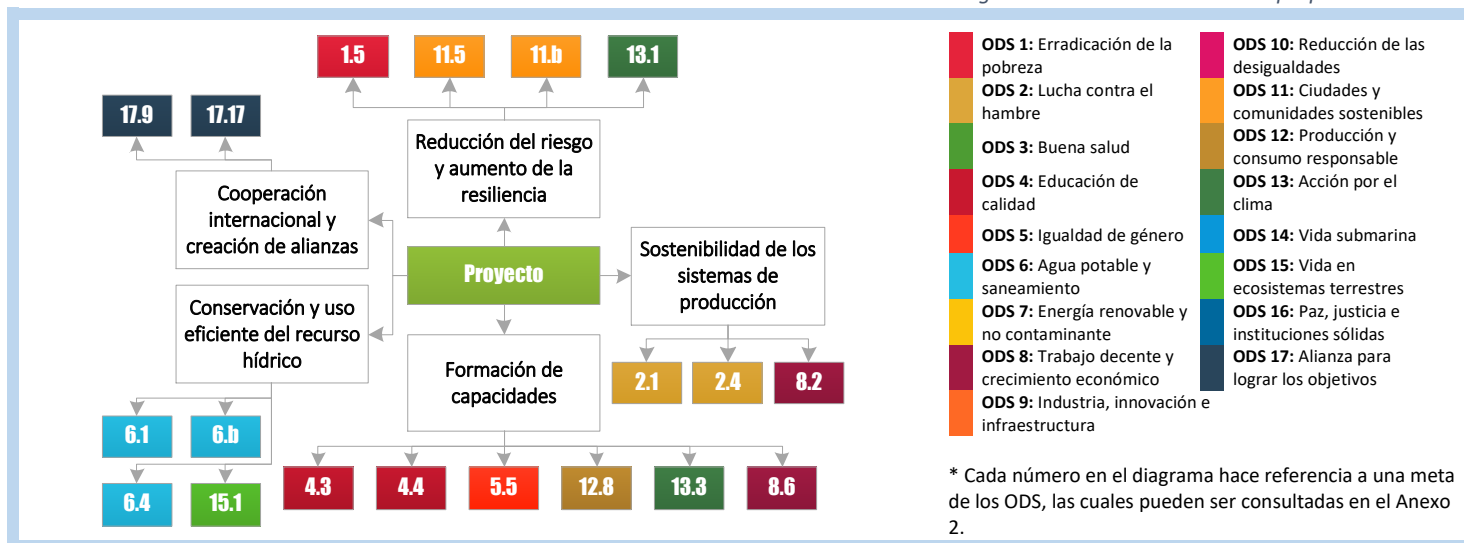 1.5
11.5
11.b
13.1
17.9
17.17
Reducción del riesgo
y aumento de la
resiliencia
Cooperación
internacional y
creación de alianzas
Proyecto
Sostenibilidad de los
sistemas de
producción
Conservación y uso
eficiente del recurso
hídrico
Formación de
capacidades
2.1
2.4
8.2
6.1
6.b
6.4
15.1
4.3
4.4
5.5
12.8
13.3
8.6
ODS 1: Erradicación de la
pobreza
ODS 2: Lucha contra el
hambre
ODS 3: Buena salud
ODS 4: Educación de
calidad
ODS 5: Igualdad de género
ODS 6: Agua potable y
saneamiento
ODS 7: Energía renovable y
no contaminante
ODS 8: Trabajo decente y
crecimiento económico
ODS 9: Industria, innovación e
infraestructura
ODS 10: Reducción de las
desigualdades
ODS 11: Ciudades y
comunidades sostenibles
ODS 12: Producción y
consumo responsable
ODS 13: Acción por el
clima
ODS 14: Vida submarina
ODS 15: Vida en
ecosistemas terrestres
ODS 16: Paz, justicia e
instituciones sólidas
ODS 17: Alianza para
lograr los objetivos
* Cada número en el diagrama hace referencia a una meta
de los ODS, las cuales pueden ser consultadas en el Anexo
2.